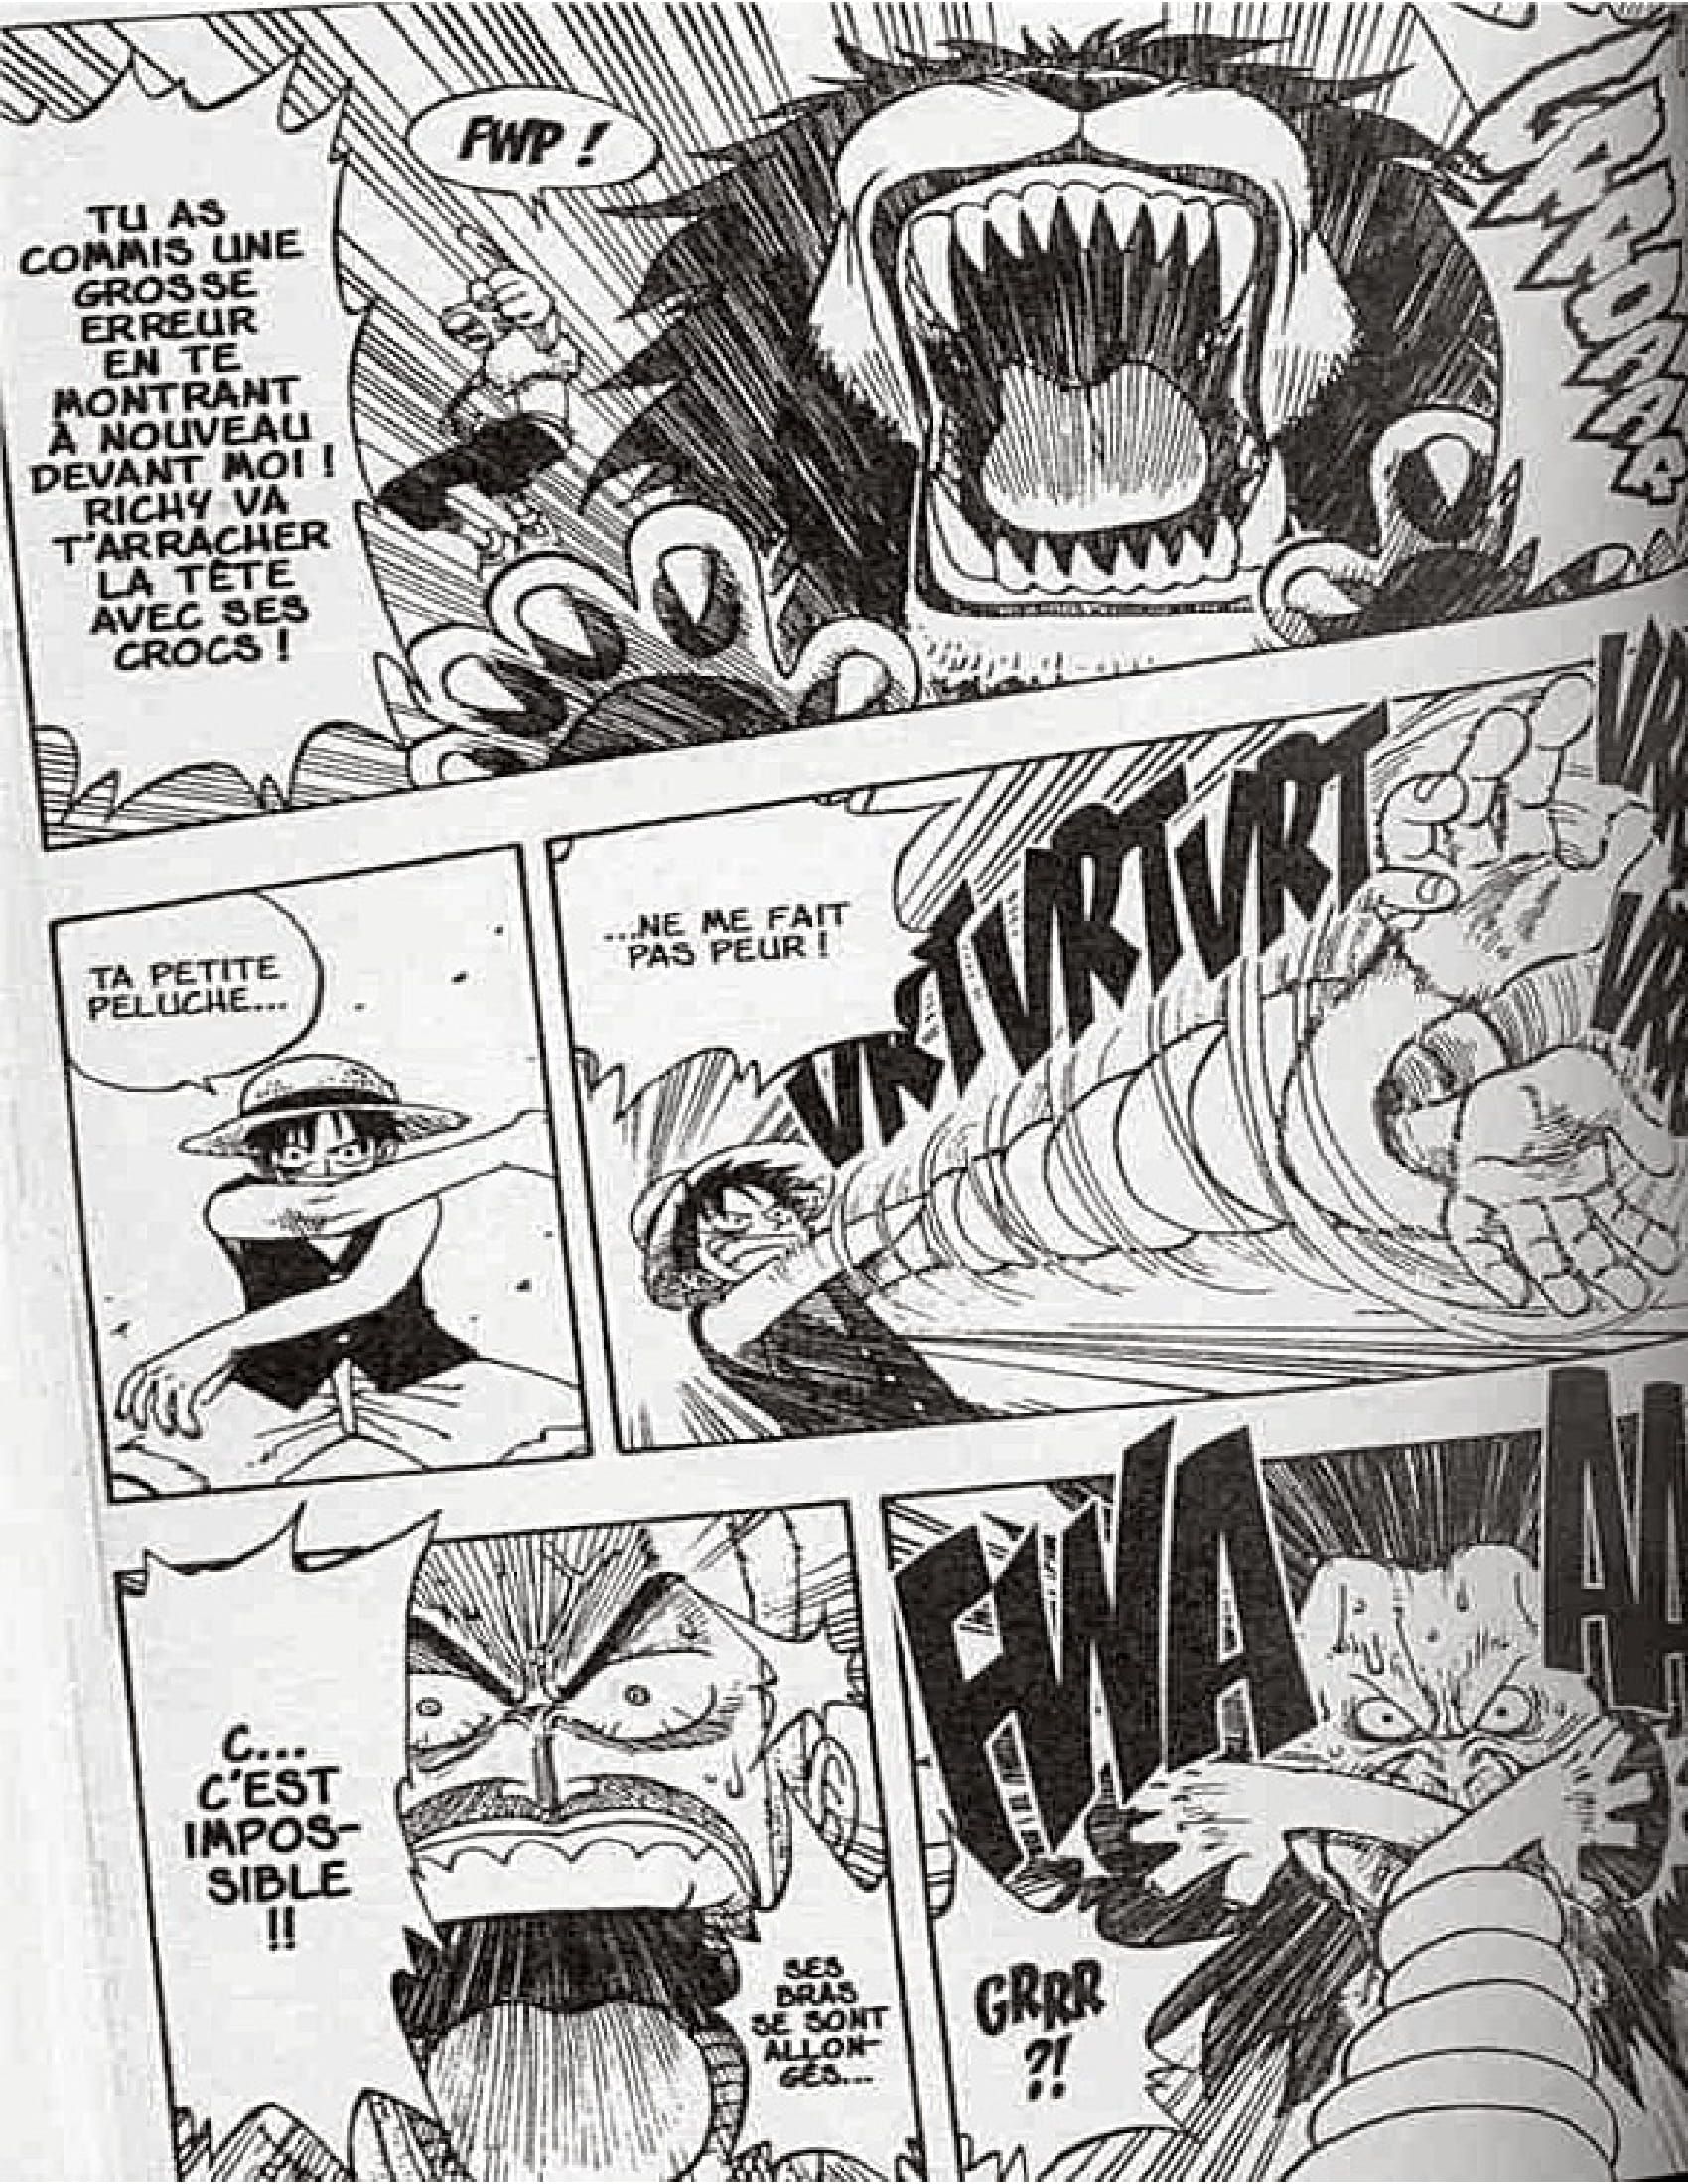 FWP !
TU AS
COMMIS UNE
GROSSE
ERREUR
EN TE
MONTRANT
À NOUVEAU
DEVANT MOI !
RICHY VA
T'ARRACHER
LA TÊTE
AVEC SES
CROCS !
TA PETITE
PELUCHE...
...NE ME FAIT
PAS PEUR !
VRTVRTVRT
C...
C'EST
IMPOS-
SIBLE
!!
SES
BRAS
SE SONT
ALLON-
GÉS...
FWA
GRRR
?!